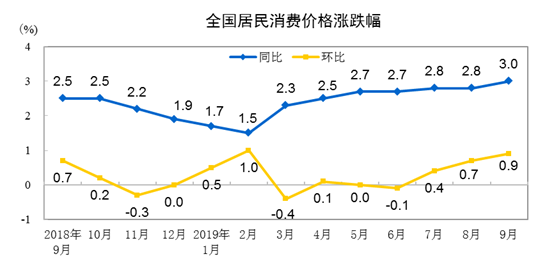 全国居民消费价格涨跌幅
(%)
同比 环比
4
3
2
1
0
-1
2.5 2.5 2.2 1.9 1.7 1.5 2.3 2.5 2.7 2.7 2.8 2.8 3.0
0.7 0.2 -0.3 0.0 0.5 1.0 -0.4 0.1 0.0 -0.1 0.4 0.7 0.9
2018年 10月 11月 12月 2019年 2月 3月 4月 5月 6月 7月 8月 9月
9月 1月